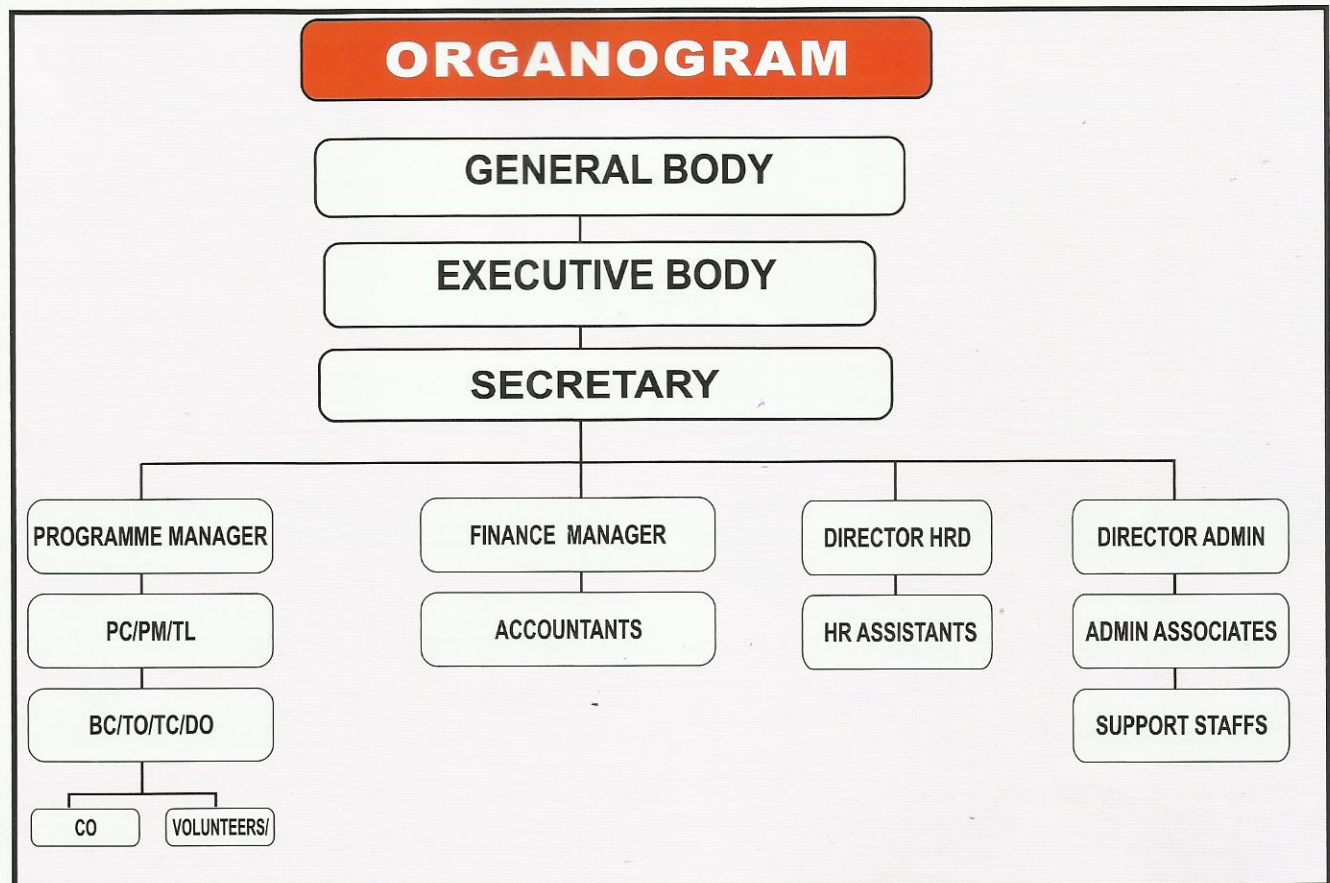 ORGANOGRAM
GENERAL BODY
EXECUTIVE BODY
SECRETARY
PROGRAMME MANAGER
FINANCE MANAGER
DIRECTOR HRD
DIRECTOR ADMIN
PC/PM/TL
ACCOUNTANTS
HR ASSISTANTS
ADMIN ASSOCIATES
BC/TO/TC/DO
SUPPORT STAFFS
CO
VOLUNTEERS/